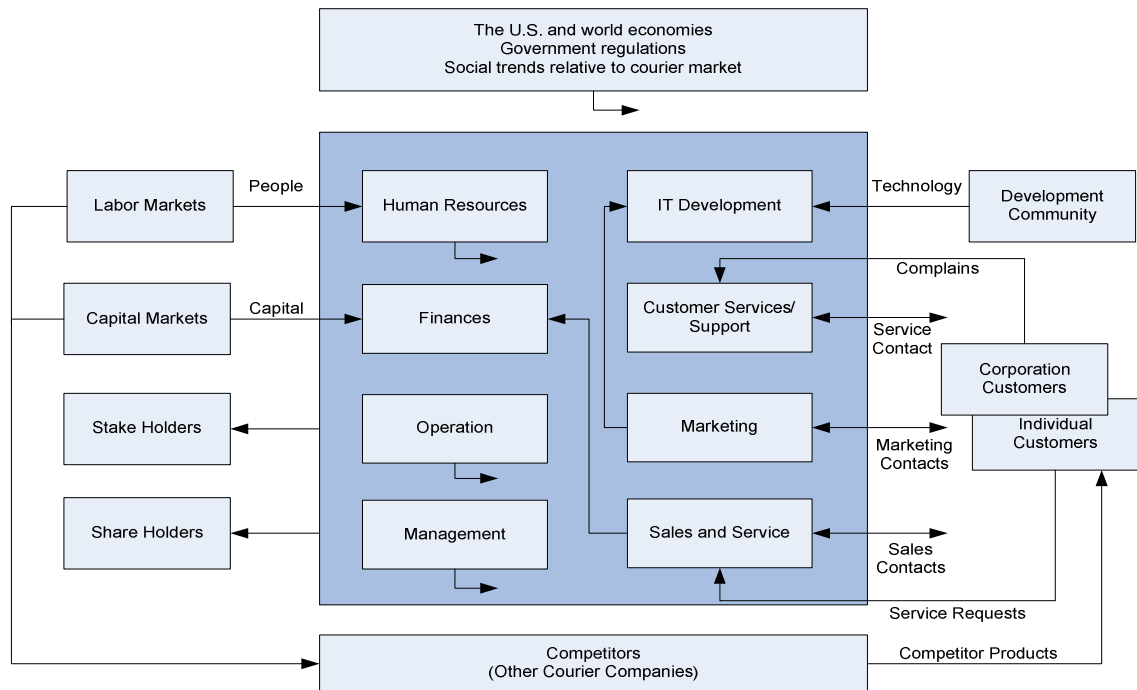 The U.S. and world economies
Government regulations
Social trends relative to courier market
People
Technology
Labor Markets
Human Resources
IT Development
Development
Community
Complains
Capital Markets
Capital
Finances
Customer Services/
Support
Service
Contact
Corporation
Customers
Stake Holders
Operation
Marketing
Marketing
Contacts
Individual
Customers
Share Holders
Management
Sales and Service
Sales
Contacts
Service Requests
Competitors
(Other Courier Companies)
Competitor Products